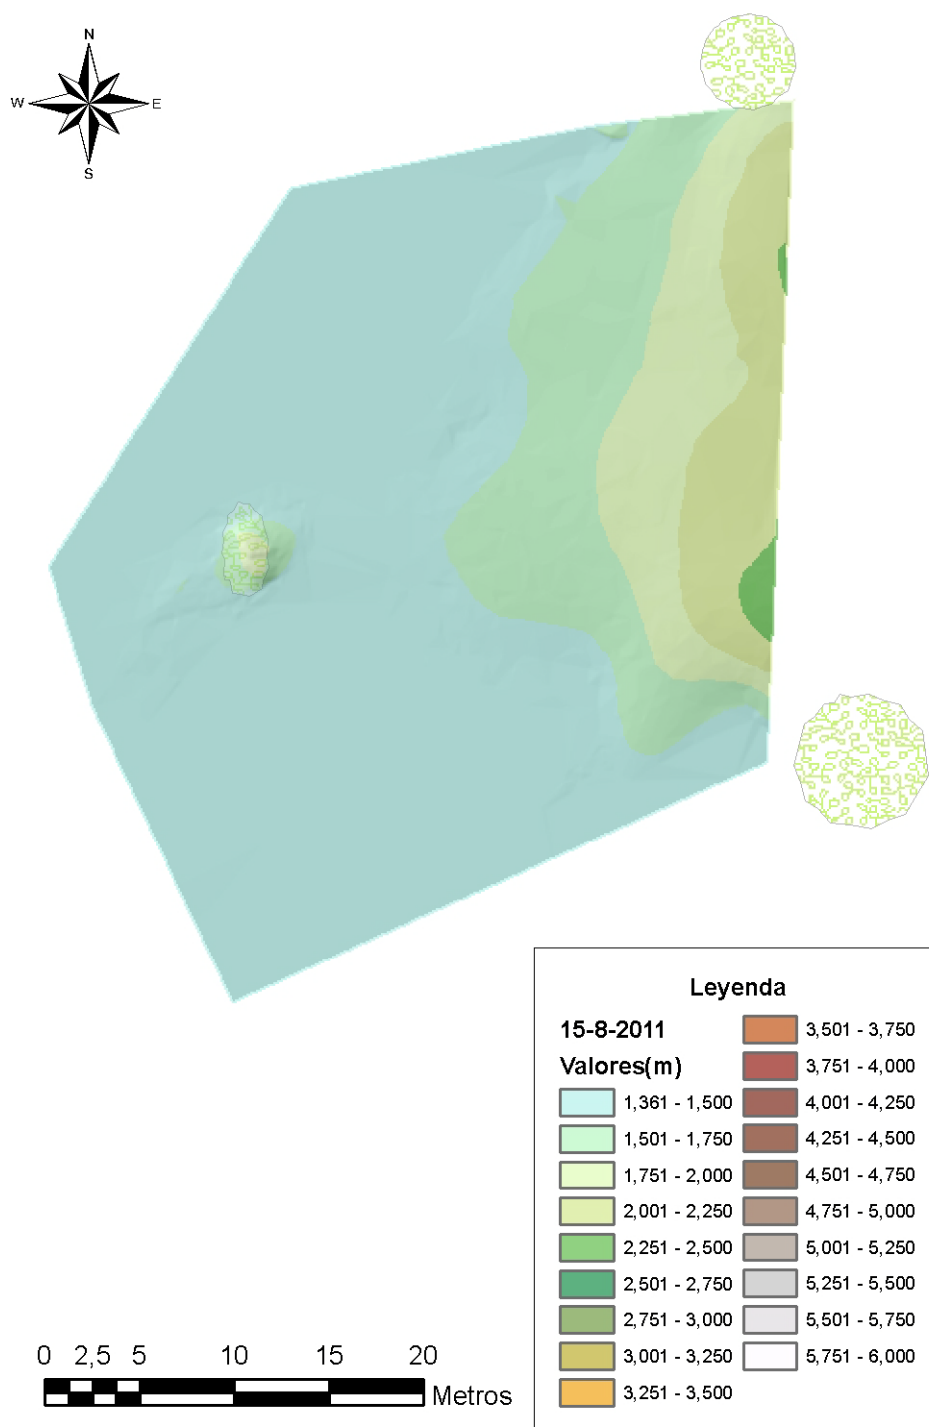 N
W
E
S
Leyenda
15-8-2011
Valores(m)
1,361 - 1,500
1,501 - 1,750
1,751 - 2,000
2,001 - 2,250
2,251 - 2,500
2,501 - 2,750
2,751 - 3,000
3,001 - 3,250
3,251 - 3,500
3,501 - 3,750
3,751 - 4,000
4,001 - 4,250
4,251 - 4,500
4,501 - 4,750
4,751 - 5,000
5,001 - 5,250
5,251 - 5,500
5,501 - 5,750
5,751 - 6,000
0 2,5 5 10 15 20
Metros